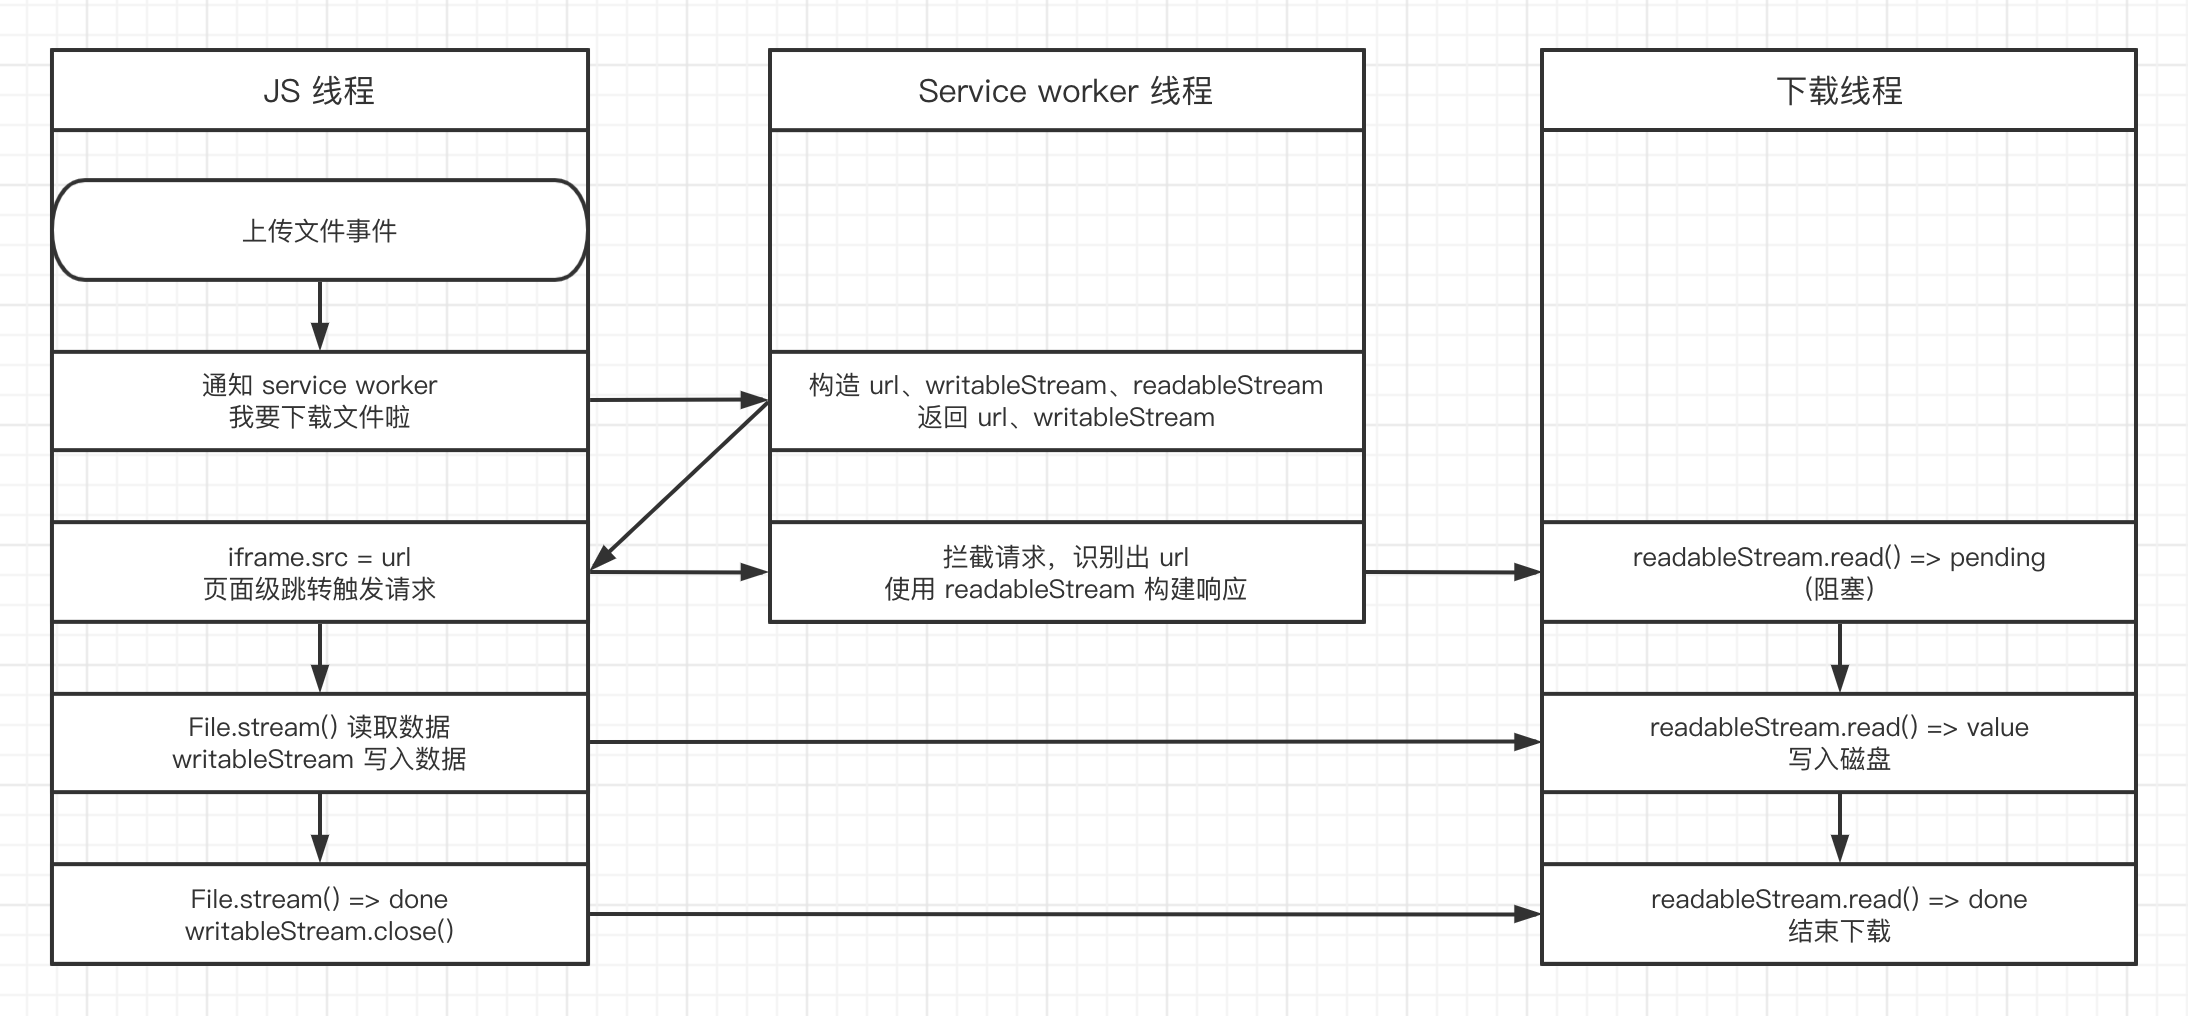 JS 线程
Service worker 线程
下载线程
上传文件事件
通知 service worker
我要下载文件啦
构造 url、writableStream、readableStream
返回 url、writableStream
iframe.src = url
页面级跳转触发请求
拦截请求，识别出 url
使用 readableStream 构建响应
readableStream.read() => pending
（阻塞）
File.stream() 读取数据
writableStream 写入数据
readableStream.read() => value
写入磁盘
File.stream() => done
writableStream.close()
readableStream.read() => done
结束下载